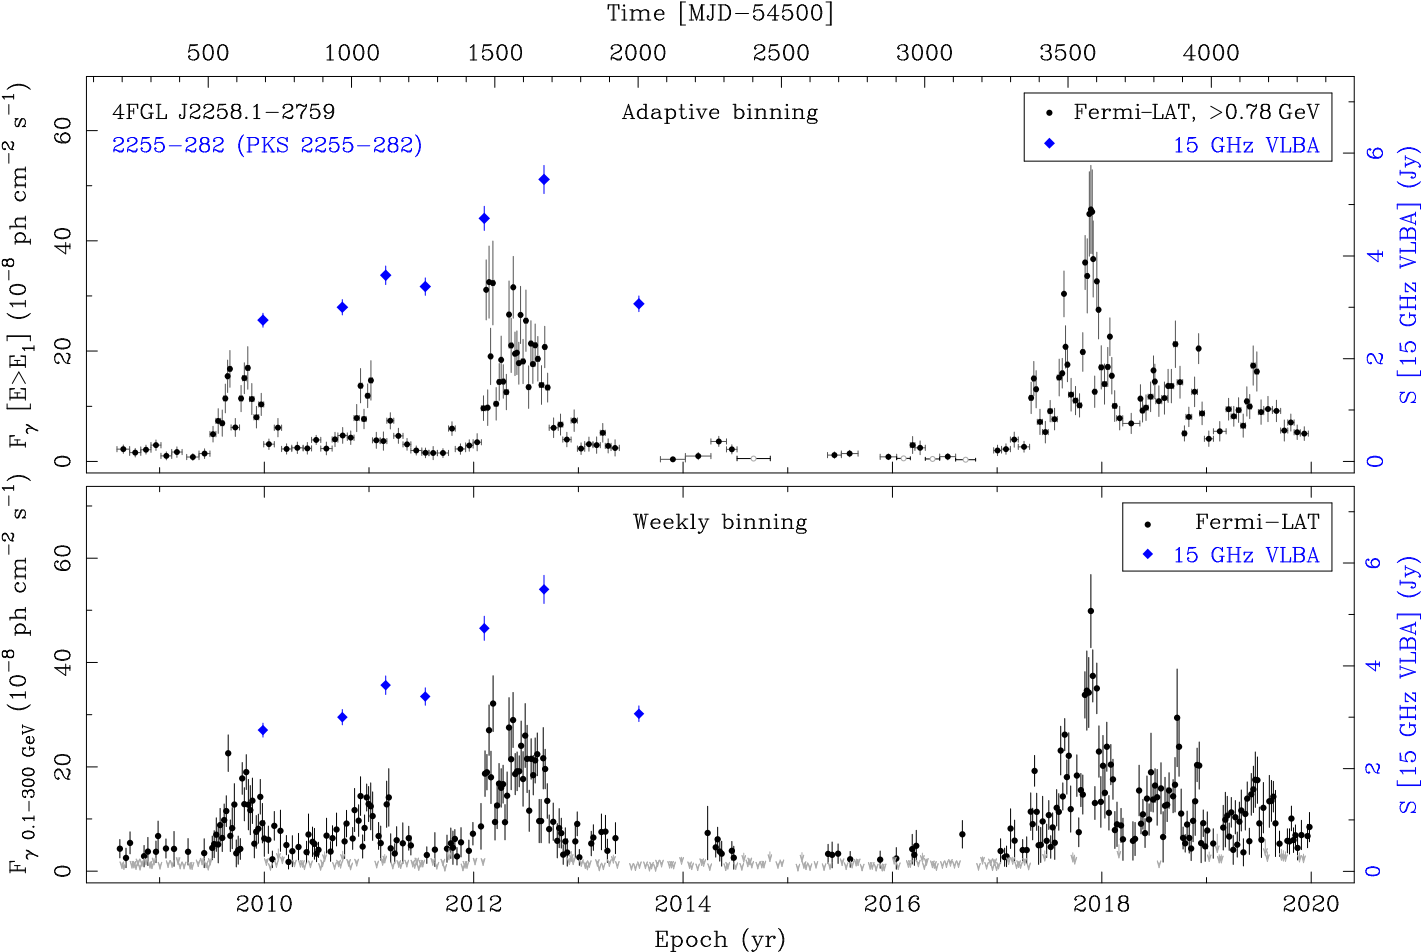 Time [MJD−54500]
500 1000 1500 2000 2500 3000 3500 4000
4FGL J2258.1−2759
2255−282 (PKS 2255−282)
Adaptive binning
Fermi−LAT, >0.78 GeV
15 GHz VLBA
F_γ [E>E_1] (10^−8 ph cm^−2 s^−1)
60
40
20
0
S [15 GHz VLBA] (Jy)
6
4
2
0
Weekly binning
Fermi−LAT
15 GHz VLBA
F_γ 0.1−300 GeV (10^−8 ph cm^−2 s^−1)
60
40
20
0
S [15 GHz VLBA] (Jy)
6
4
2
0
2010 2012 2014 2016 2018 2020
Epoch (yr)